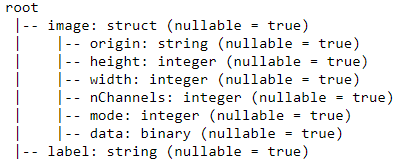 root
 |-- image: struct (nullable = true)
 |    |-- origin: string (nullable = true)
 |    |-- height: integer (nullable = true)
 |    |-- width: integer (nullable = true)
 |    |-- nChannels: integer (nullable = true)
 |    |-- mode: integer (nullable = true)
 |    |-- data: binary (nullable = true)
 |-- label: string (nullable = true)